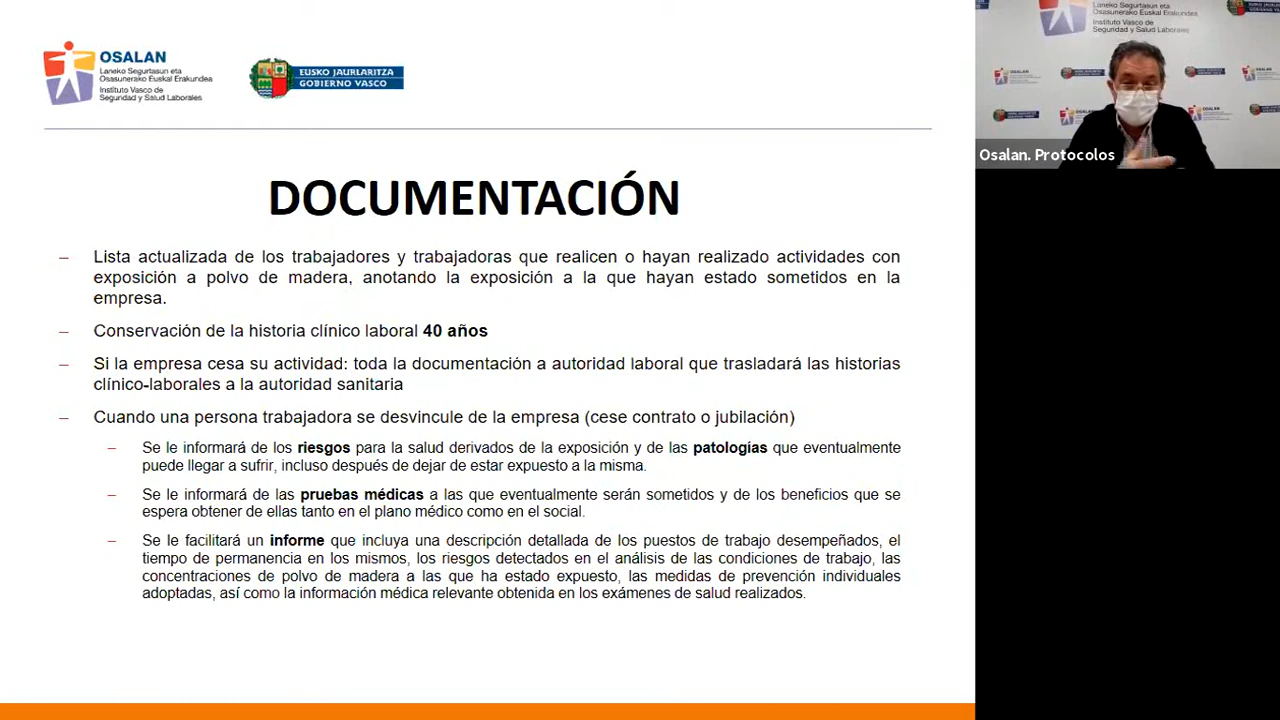 OSALAN
Laneko Segurtasun eta
Osasunerako Euskal Erakundea
Instituto Vasco de
Seguridad y Salud Laborales
EUSKO JAURLARITZA
GOBIERNO VASCO
DOCUMENTACIÓN
– Lista actualizada de los trabajadores y trabajadoras que realicen o hayan realizado actividades con
exposición a polvo de madera, anotando la exposición a la que hayan estado sometidos en la
empresa.
– Conservación de la historia clínico laboral 40 años
– Si la empresa cesa su actividad: toda la documentación a autoridad laboral que trasladará las historias
clínico-laborales a la autoridad sanitaria
– Cuando una persona trabajadora se desvincule de la empresa (cese contrato o jubilación)
– Se le informará de los riesgos para la salud derivados de la exposición y de las patologías que eventualmente
puede llegar a sufrir, incluso después de dejar de estar expuesto a la misma.
– Se le informará de las pruebas médicas a las que eventualmente serán sometidos y de los beneficios que se
espera obtener de ellas tanto en el plano médico como en el social.
– Se le facilitará un informe que incluya una descripción detallada de los puestos de trabajo desempeñados, el
tiempo de permanencia en los mismos, los riesgos detectados en el análisis de las condiciones de trabajo, las
concentraciones de polvo de madera a las que ha estado expuesto, las medidas de prevención individuales
adoptadas, así como la información médica relevante obtenida en los exámenes de salud realizados.
Laneko Segurtasun eta
Osasunerako Euskal Erakundea
Instituto Vasco de
Seguridad y Salud Laborales
OSALAN
Osalan. Protocolos